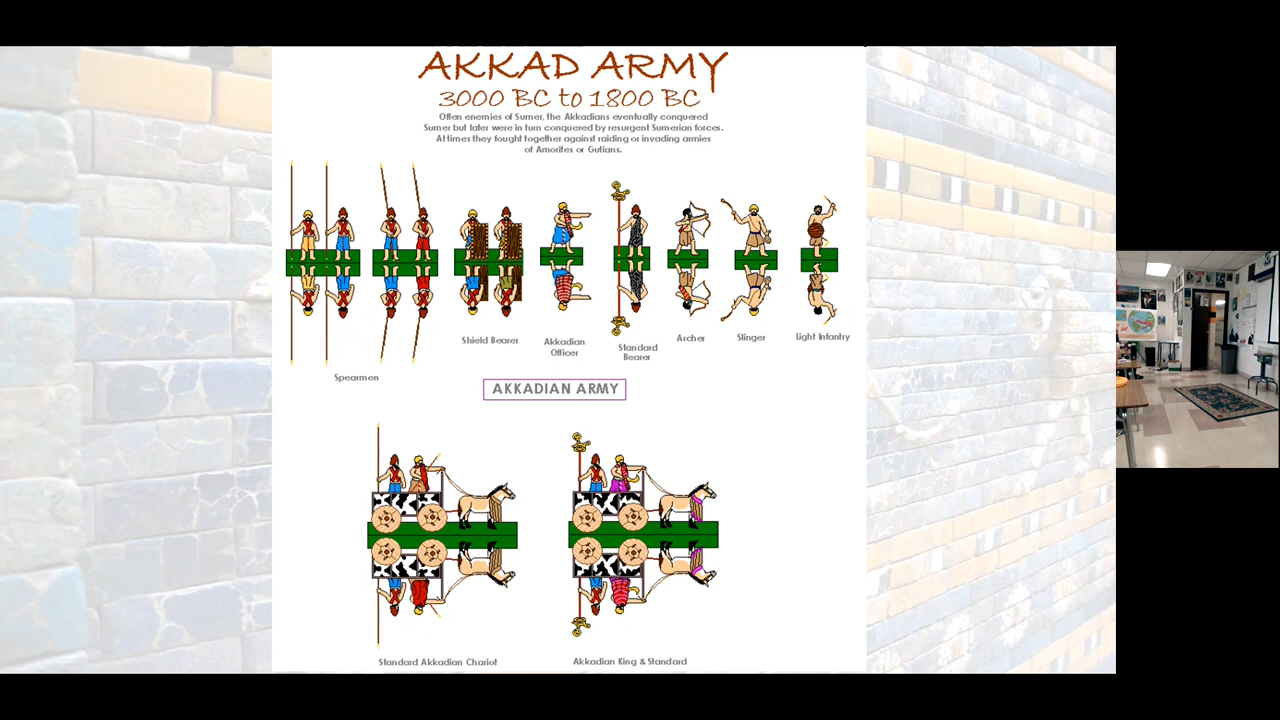 AKKAD ARMY
3000 BC to 1800 BC
Often enemies of Sumer, the Akkadians eventually conquered
Sumer but later were in turn conquered by resurgent Sumerian forces.
At times they fought together against raiding or invading armies
of Amorites or Gutians.
Spearmen
Shield Bearer
Akkadian
Officer
Standard
Bearer
Archer
Slinger
Light Infantry
AKKADIAN ARMY
Standard Akkadian Chariot
Akkadian King & Standard